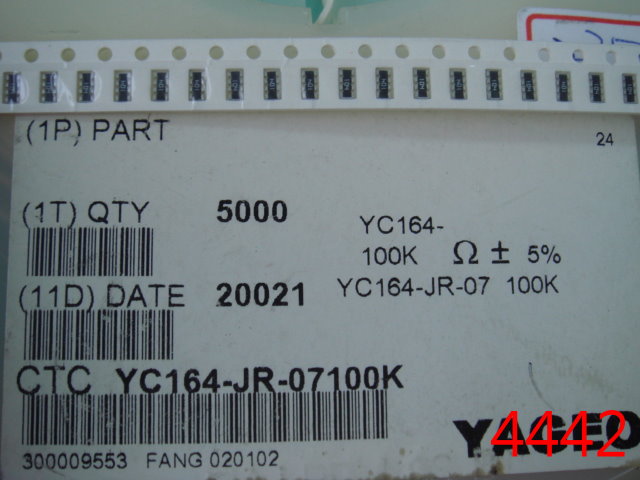 (1P) PART
24
(1T) QTY 5000
YC164-
100K Ω ± 5%
(11D) DATE 20021
YC164-JR-07 100K
CTC YC164-JR-07100K
YAGEO
4442
300009553 FANG 020102